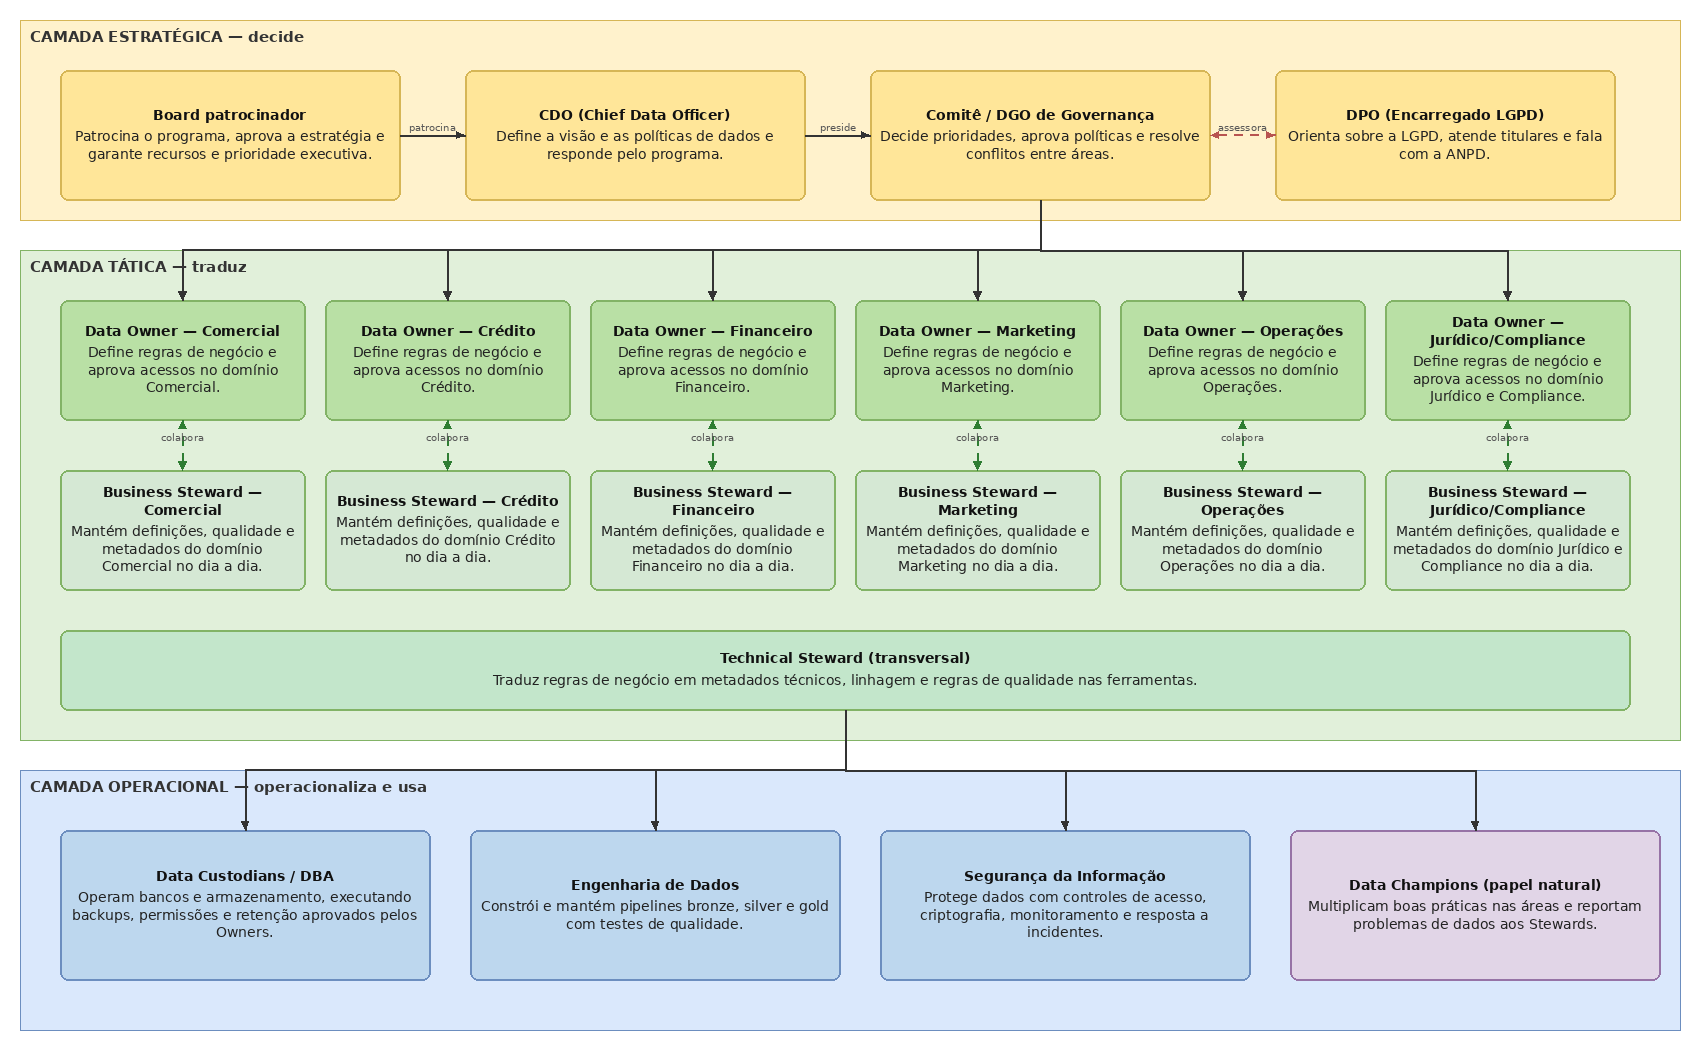 CAMADA ESTRATÉGICA — decide
Board patrocinador
Patrocina o programa, aprova a estratégia e
garante recursos e prioridade executiva.
patrocina
CDO (Chief Data Officer)
Define a visão e as políticas de dados e
responde pelo programa.
preside
Comitê / DGO de Governança
Decide prioridades, aprova políticas e resolve
conflitos entre áreas.
assessora
DPO (Encarregado LGPD)
Orienta sobre a LGPD, atende titulares e fala
com a ANPD.
CAMADA TÁTICA — traduz
Data Owner — Comercial
Define regras de negócio e
aprova acessos no domínio
Comercial.
Data Owner — Crédito
Define regras de negócio e
aprova acessos no domínio
Crédito.
Data Owner — Financeiro
Define regras de negócio e
aprova acessos no domínio
Financeiro.
Data Owner — Marketing
Define regras de negócio e
aprova acessos no domínio
Marketing.
Data Owner — Operações
Define regras de negócio e
aprova acessos no domínio
Operações.
Data Owner —
Jurídico/Compliance
Define regras de negócio e
aprova acessos no domínio
Jurídico e Compliance.
colabora
colabora
colabora
colabora
colabora
colabora
Business Steward —
Comercial
Mantém definições, qualidade e
metadados do domínio
Comercial no dia a dia.
Business Steward — Crédito
Mantém definições, qualidade e
metadados do domínio Crédito
no dia a dia.
Business Steward —
Financeiro
Mantém definições, qualidade e
metadados do domínio
Financeiro no dia a dia.
Business Steward —
Marketing
Mantém definições, qualidade e
metadados do domínio
Marketing no dia a dia.
Business Steward —
Operações
Mantém definições, qualidade e
metadados do domínio
Operações no dia a dia.
Business Steward —
Jurídico/Compliance
Mantém definições, qualidade e
metadados do domínio Jurídico e
Compliance no dia a dia.
Technical Steward (transversal)
Traduz regras de negócio em metadados técnicos, linhagem e regras de qualidade nas ferramentas.
CAMADA OPERACIONAL — operacionaliza e usa
Data Custodians / DBA
Operam bancos e armazenamento, executando
backups, permissões e retenção aprovados pelos
Owners.
Engenharia de Dados
Constrói e mantém pipelines bronze, silver e gold
com testes de qualidade.
Segurança da Informação
Protege dados com controles de acesso,
criptografia, monitoramento e resposta a
incidentes.
Data Champions (papel natural)
Multiplicam boas práticas nas áreas e reportam
problemas de dados aos Stewards.